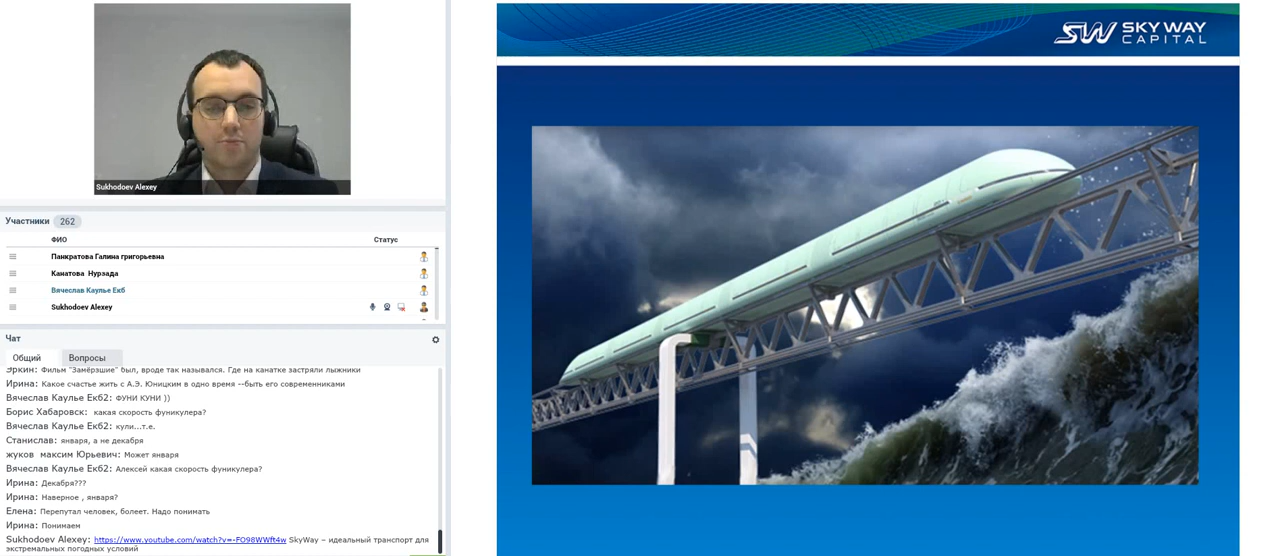 Sukhodoev Alexey
Участники 262
ФИО Статус
Панкратова Галина григорьевна
Канатова Нурзада
Вячеслав Каулье Екб
Sukhodoev Alexey
Чат
Общий Вопросы
Эркин: Фильм "Замёрзшие" был, вроде так назывался. Где на канатке застряли лыжники
Ирина: Какое счастье жить с А.Э. Юницким в одно время --быть его современниками
Вячеслав Каулье Екб2: ФУНИ КУНИ ))
Борис Хабаровск: какая скорость фуникулера?
Вячеслав Каулье Екб2: кули...т.е.
Станислав: января, а не декабря
жуков максим Юрьевич: Может января
Вячеслав Каулье Екб2: Алексей какая скорость фуникулера?
Ирина: Декабря???
Ирина: Наверное , января?
Елена: Перепутал человек, болеет. Надо понимать
Ирина: Понимаем
Sukhodoev Alexey: https://www.youtube.com/watch?v=-FO98WWft4w SkyWay – идеальный транспорт для
экстремальных погодных условий
SW SKY WAY
CAPITAL